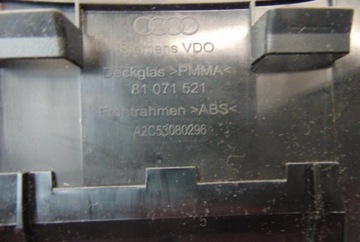 Siemens VDO
Deckglas >PMMA<
81 071 521
Frontrahmen >ABS<
A2C53080296